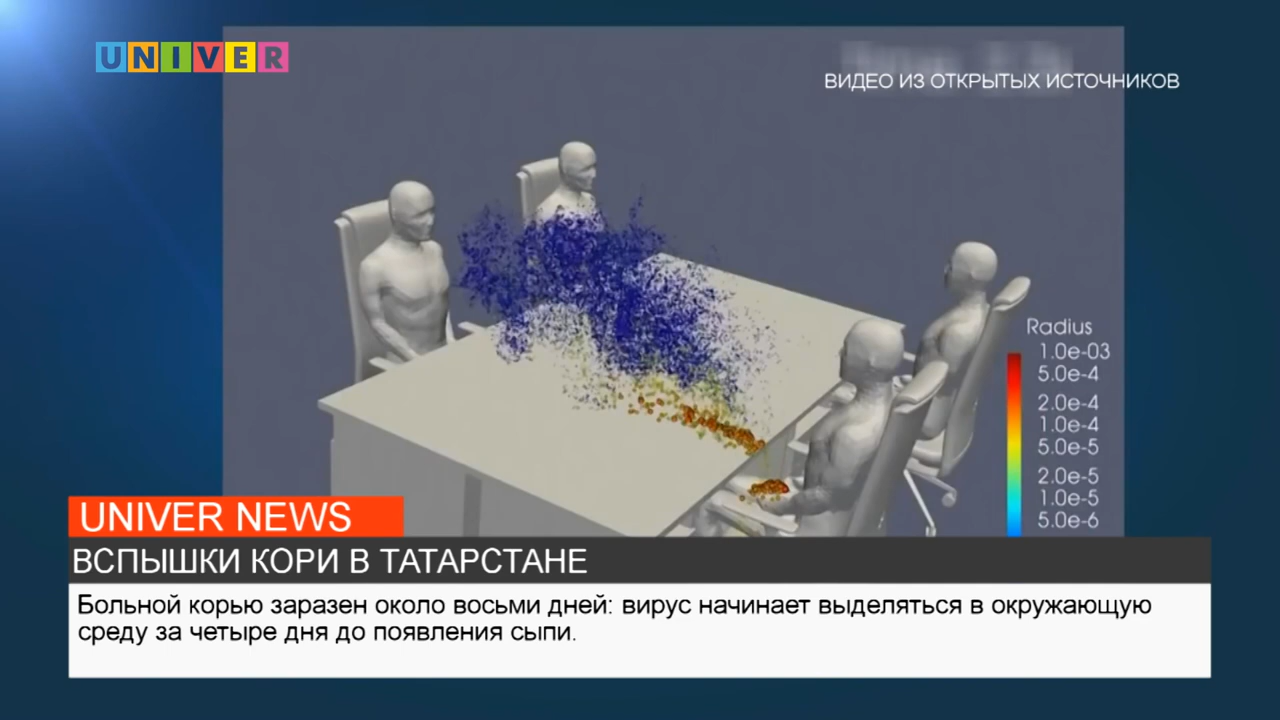 UNIVER
ВИДЕО ИЗ ОТКРЫТЫХ ИСТОЧНИКОВ
Radius
1.0e-03
5.0e-4
2.0e-4
1.0e-4
5.0e-5
2.0e-5
1.0e-5
5.0e-6
UNIVER NEWS
ВСПЫШКИ КОРИ В ТАТАРСТАНЕ
Больной корью заразен около восьми дней: вирус начинает выделяться в окружающую
среду за четыре дня до появления сыпи.